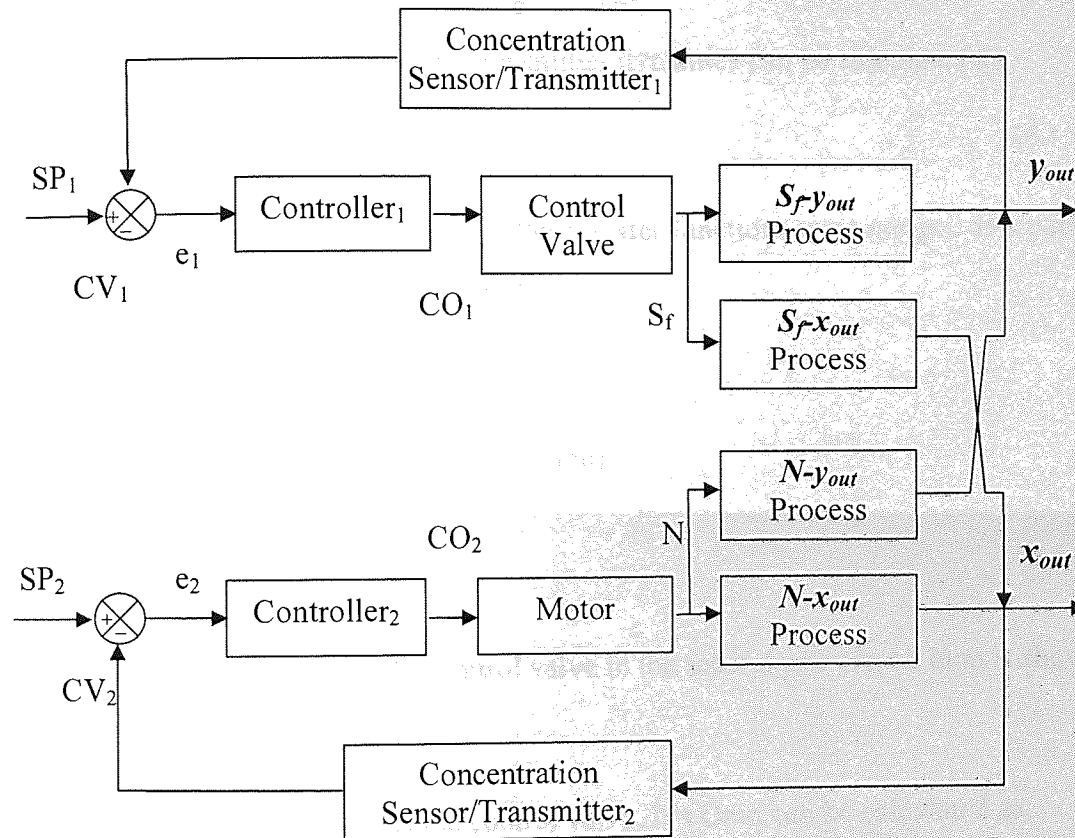 Concentration
Sensor/Transmitter₁
SP₁
CV₁
e₁
Controller₁
CO₁
Control
Valve
S_f
S_f-y_out
Process
y_out
S_f-x_out
Process
N-y_out
Process
N
x_out
SP₂
CV₂
e₂
Controller₂
CO₂
Motor
N-x_out
Process
Concentration
Sensor/Transmitter₂